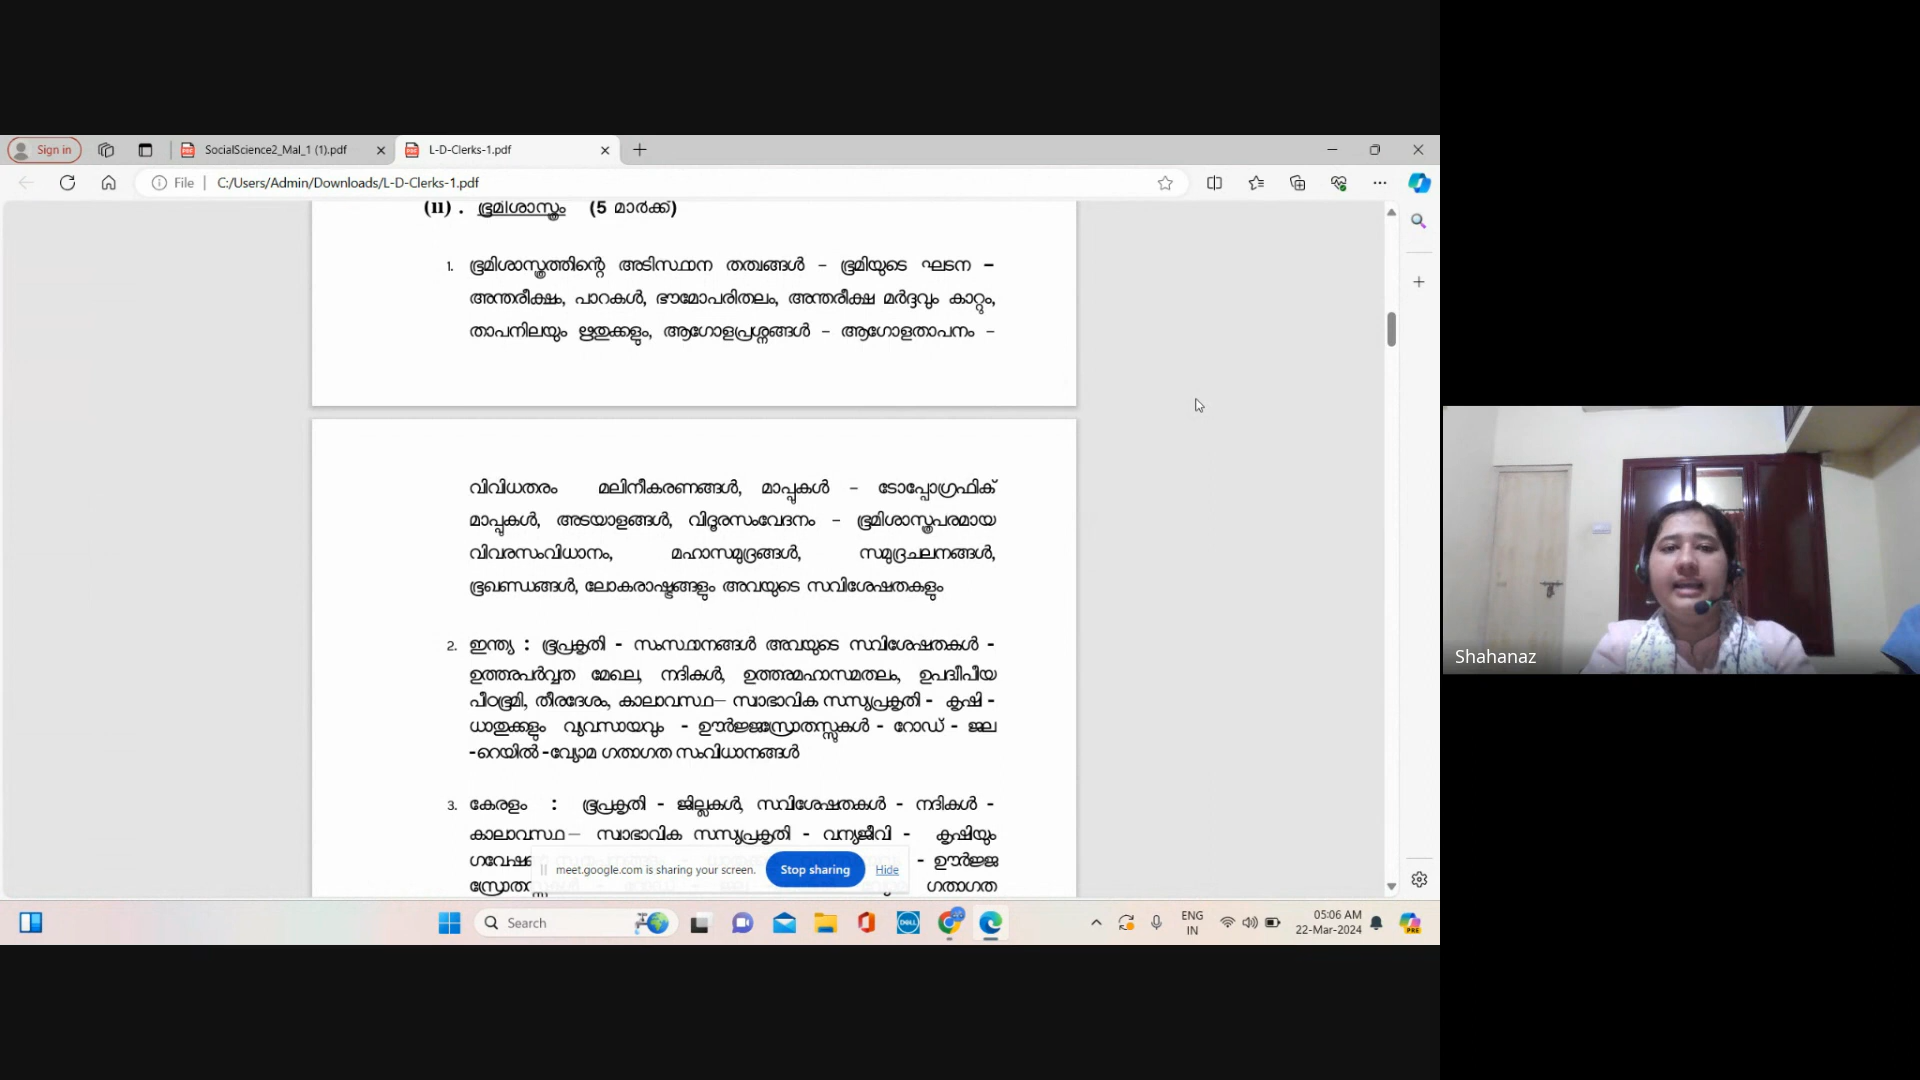 Sign in
SocialScience2_Mal_1 (1).pdf
L-D-Clerks-1.pdf
File
C:/Users/Admin/Downloads/L-D-Clerks-1.pdf
(ii) . ഭൂമിശാസ്ത്രം (5 മാർക്ക്)
1. ഭൂമിശാസ്ത്രത്തിന്റെ അടിസ്ഥാന തത്വങ്ങൾ – ഭൂമിയുടെ ഘടന –
അന്തരീക്ഷം, പാറകൾ, ഭൗമോപരിതലം, അന്തരീക്ഷ മർദ്ദവും കാറ്റും,
താപനിലയും ഋതുക്കളും, ആഗോളപ്രശ്നങ്ങൾ – ആഗോളതാപനം –
വിവിധതരം മലിനീകരണങ്ങൾ, മാപ്പുകൾ – ടോപ്പോഗ്രഫിക്
മാപ്പുകൾ, അടയാളങ്ങൾ, വിദൂരസംവേദനം – ഭൂമിശാസ്ത്രപരമായ
വിവരസംവിധാനം, മഹാസമുദ്രങ്ങൾ, സമുദ്രചലനങ്ങൾ,
ഭൂഖണ്ഡങ്ങൾ, ലോകരാഷ്ട്രങ്ങളും അവയുടെ സവിശേഷതകളും
2. ഇന്ത്യ : ഭൂപ്രകൃതി - സംസ്ഥാനങ്ങൾ അവയുടെ സവിശേഷതകൾ -
ഉത്തരപർവ്വത മേഖല, നദികൾ, ഉത്തരമഹാസമതലം, ഉപദ്വീപീയ
പീഠഭൂമി, തീരദേശം, കാലാവസ്ഥ – സ്വാഭാവിക സസ്യപ്രകൃതി - കൃഷി -
ധാതുക്കളും വ്യവസായവും - ഊർജ്ജസ്രോതസ്സുകൾ - റോഡ് - ജല
-റെയിൽ -വ്യോമ ഗതാഗത സംവിധാനങ്ങൾ
3. കേരളം : ഭൂപ്രകൃതി - ജില്ലകൾ, സവിശേഷതകൾ - നദികൾ -
കാലാവസ്ഥ – സ്വാഭാവിക സസ്യപ്രകൃതി - വന്യജീവി - കൃഷിയും
- ഊർജ്ജ
ഗതാഗത
meet.google.com is sharing your screen.
Stop sharing
Hide
Shahanaz
Search
ENG
IN
05:06 AM
22-Mar-2024